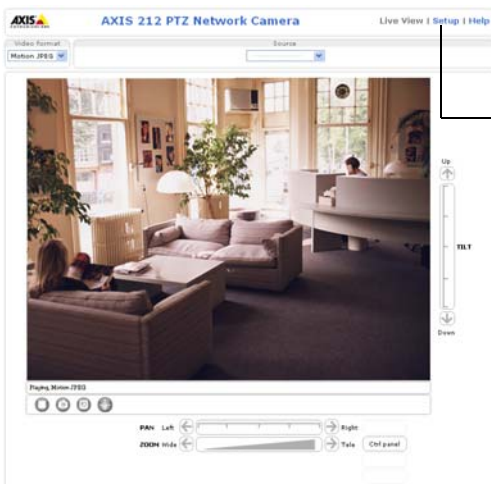 AXIS
AXIS 212 PTZ Network Camera
Live View | Setup | Help
Video format
Source
Motion JPEG
Up
TILT
Down
Playing, Motion JPEG
PAN Left Right
ZOOM Wide Tele
Ctrl panel